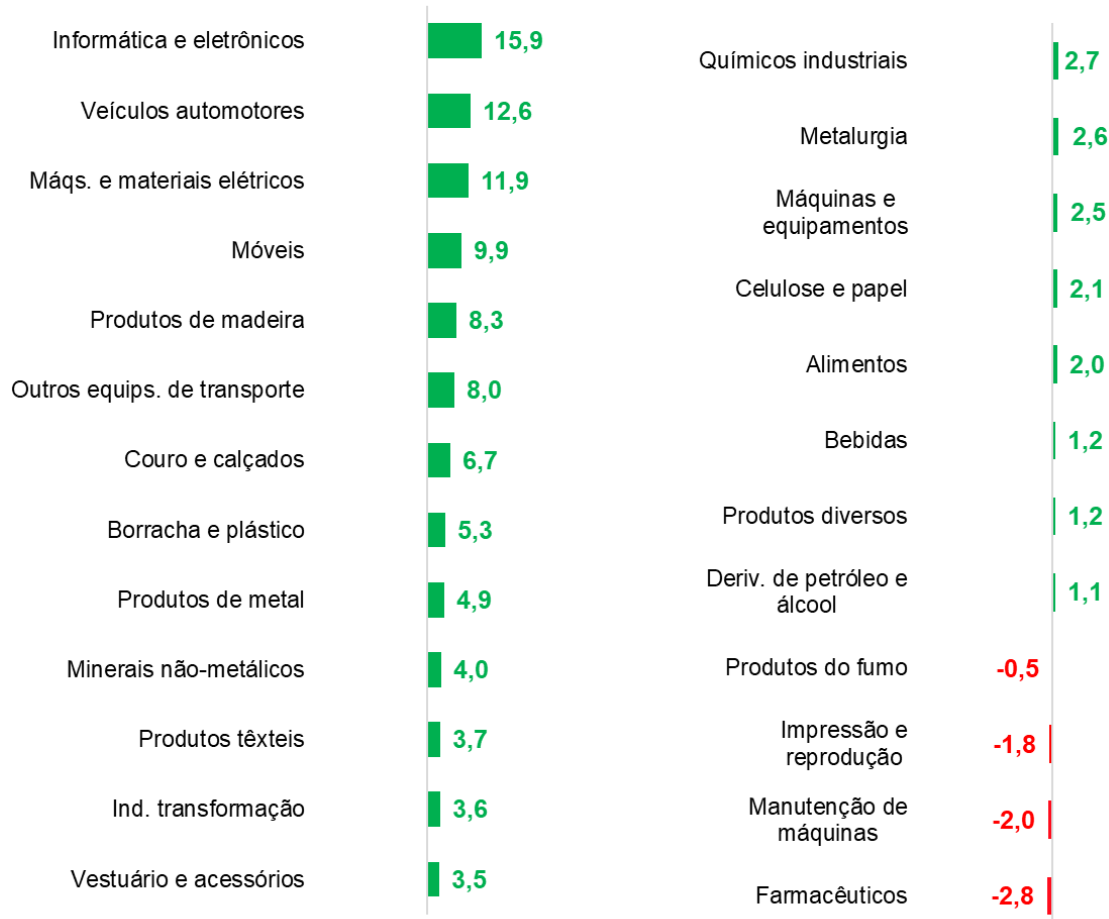 Informática e eletrônicos 15,9
Veículos automotores 12,6
Máqs. e materiais elétricos 11,9
Móveis 9,9
Produtos de madeira 8,3
Outros equips. de transporte 8,0
Couro e calçados 6,7
Borracha e plástico 5,3
Produtos de metal 4,9
Minerais não-metálicos 4,0
Produtos têxteis 3,7
Ind. transformação 3,6
Vestuário e acessórios 3,5
Químicos industriais 2,7
Metalurgia 2,6
Máquinas e
equipamentos 2,5
Celulose e papel 2,1
Alimentos 2,0
Bebidas 1,2
Produtos diversos 1,2
Deriv. de petróleo e
álcool 1,1
Produtos do fumo -0,5
Impressão e
reprodução -1,8
Manutenção de
máquinas -2,0
Farmacêuticos -2,8